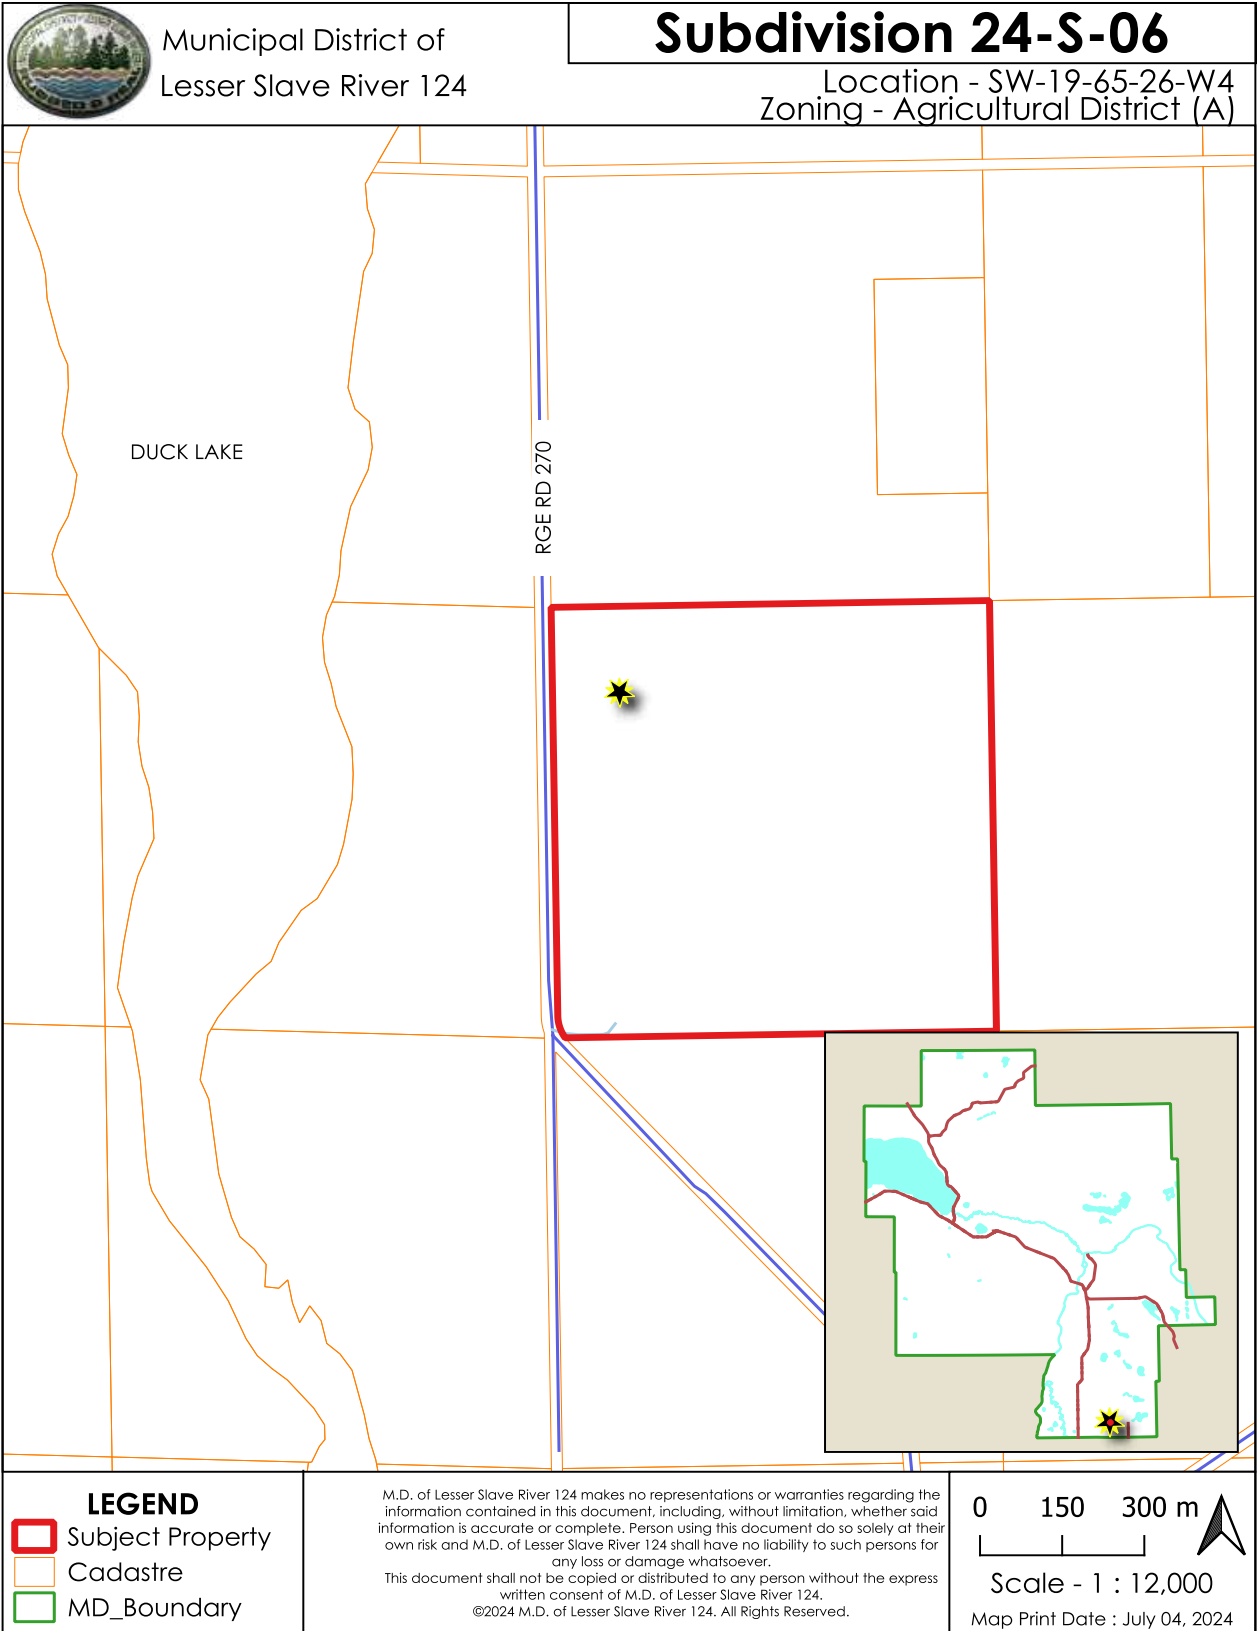 Municipal District of
Lesser Slave River 124
Subdivision 24-S-06
Location - SW-19-65-26-W4
Zoning - Agricultural District (A)
DUCK LAKE
RGE RD 270
LEGEND
Subject Property
Cadastre
MD_Boundary
M.D. of Lesser Slave River 124 makes no representations or warranties regarding the
information contained in this document, including, without limitation, whether said
information is accurate or complete. Person using this document do so solely at their
own risk and M.D. of Lesser Slave River 124 shall have no liability to such persons for
any loss or damage whatsoever.
This document shall not be copied or distributed to any person without the express
written consent of M.D. of Lesser Slave River 124.
©2024 M.D. of Lesser Slave River 124. All Rights Reserved.
0 150 300 m
Scale - 1 : 12,000
Map Print Date : July 04, 2024